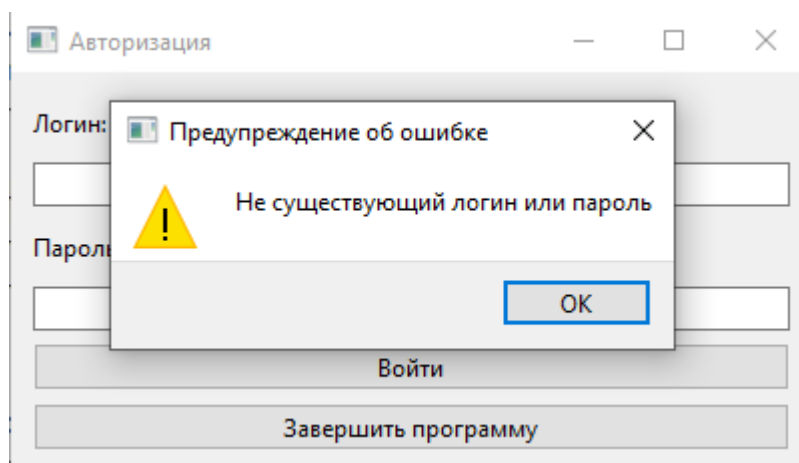 Авторизация
Логин:
Предупреждение об ошибке
Не существующий логин или пароль
OK
Войти
Завершить программу